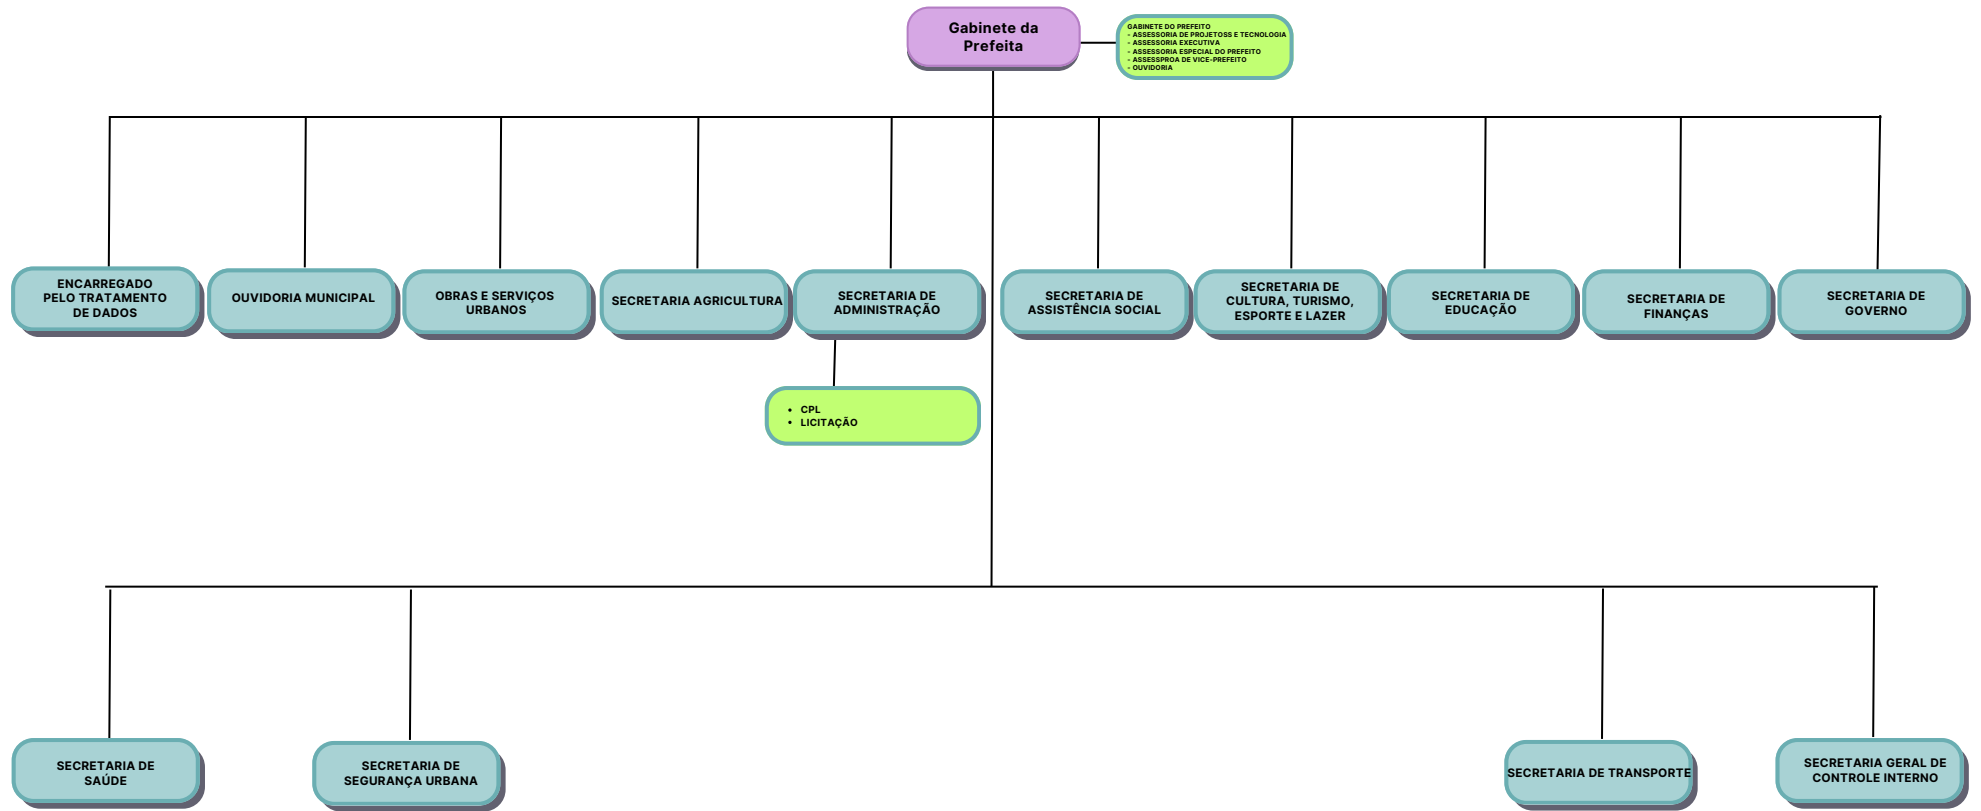 Gabinete da
Prefeita
GABINETE DO PREFEITO
- ASSESSORIA DE PROJETOSS E TECNOLOGIA
- ASSESSORIA EXECUTIVA
- ASSESSORIA ESPECIAL DO PREFEITO
- ASSESSPROA DE VICE-PREFEITO
- OUVIDORIA
ENCARREGADO
PELO TRATAMENTO
DE DADOS
OUVIDORIA MUNICIPAL
OBRAS E SERVIÇOS
URBANOS
SECRETARIA AGRICULTURA
SECRETARIA DE
ADMINISTRAÇÃO
SECRETARIA DE
ASSISTÊNCIA SOCIAL
SECRETARIA DE
CULTURA, TURISMO,
ESPORTE E LAZER
SECRETARIA DE
EDUCAÇÃO
SECRETARIA DE
FINANÇAS
SECRETARIA DE
GOVERNO
• CPL
• LICITAÇÃO
SECRETARIA DE
SAÚDE
SECRETARIA DE
SEGURANÇA URBANA
SECRETARIA DE TRANSPORTE
SECRETARIA GERAL DE
CONTROLE INTERNO